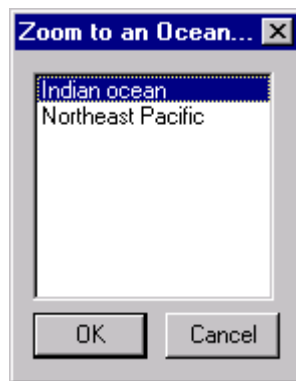 Zoom to an Ocean...
Indian ocean
Northeast Pacific
OK
Cancel